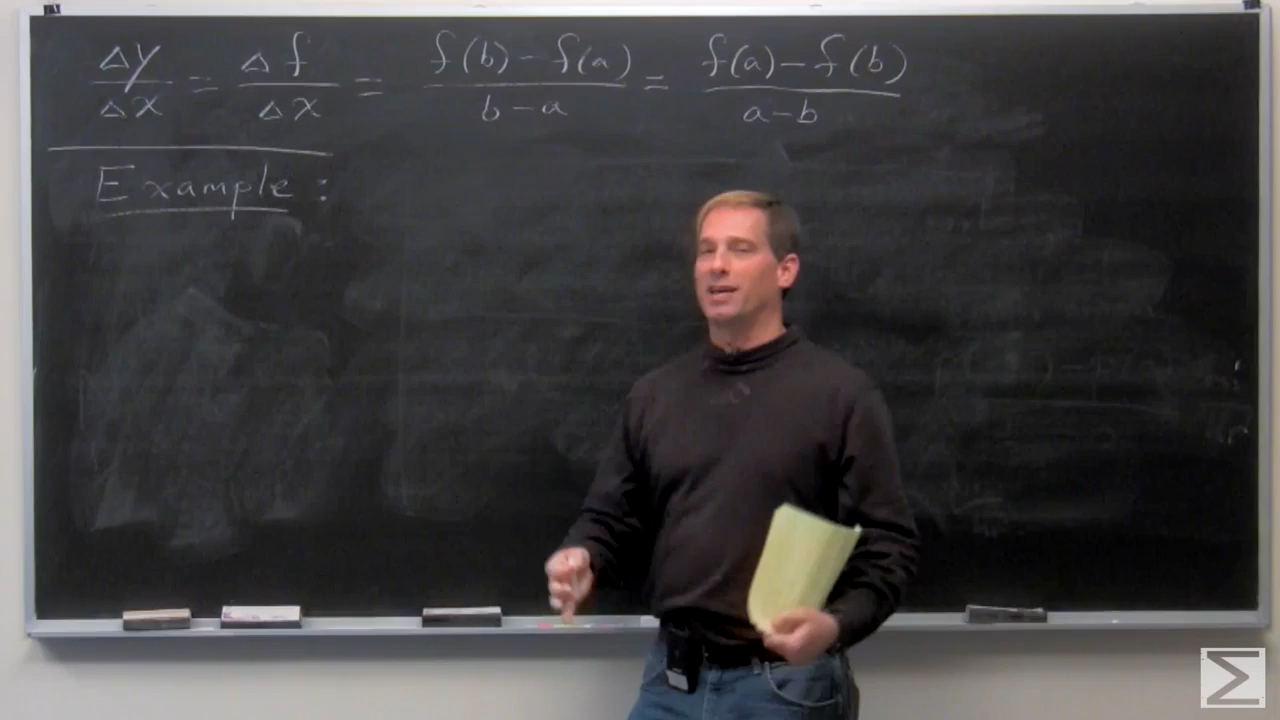 Δy/Δx = Δf/Δx = f(b)-f(a)/b-a = f(a)-f(b)/a-b
Example:
Σ